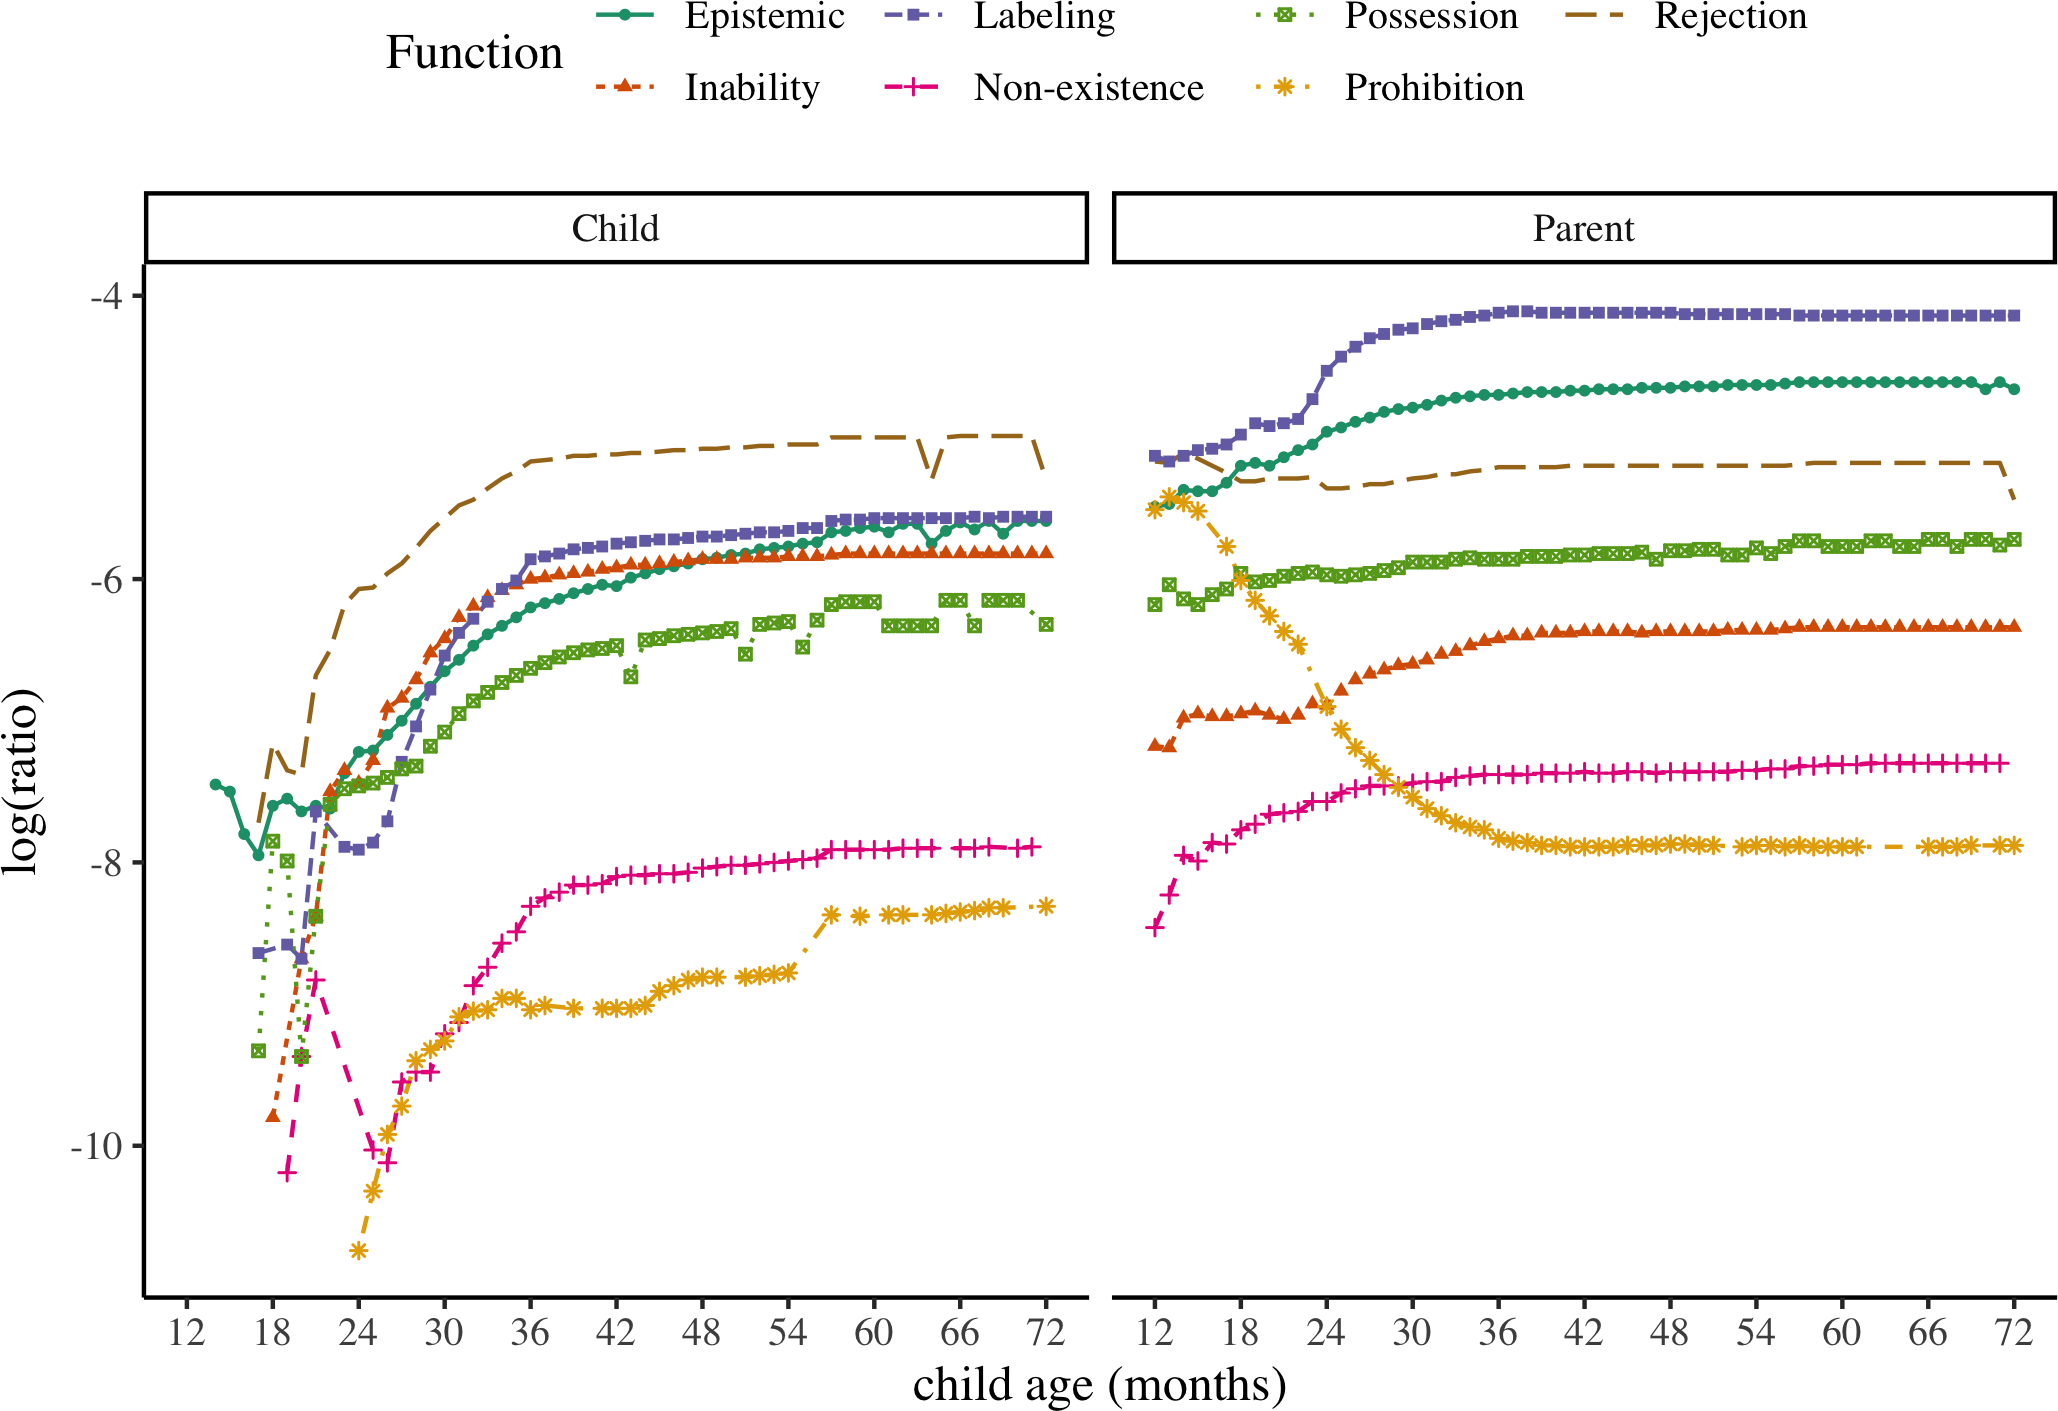 Function
Epistemic Labeling Possession Rejection
Inability Non-existence Prohibition
Child Parent
-4
-6
-8
-10
log(ratio)
12 18 24 30 36 42 48 54 60 66 72 12 18 24 30 36 42 48 54 60 66 72
child age (months)